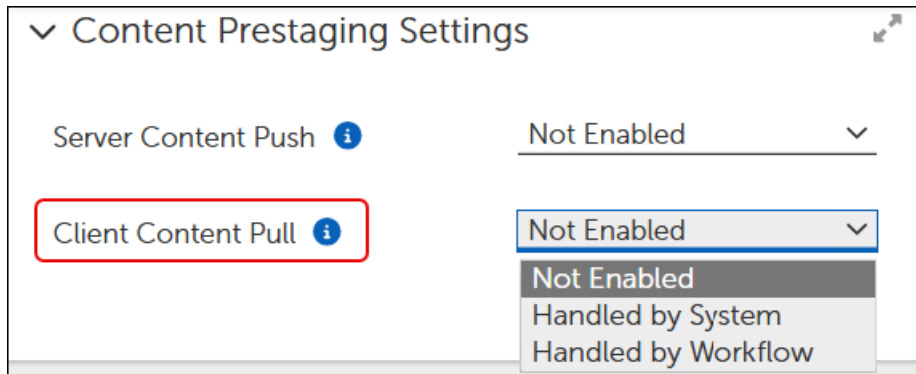 Content Prestaging Settings
Server Content Push
Not Enabled
Client Content Pull
Not Enabled
Not Enabled
Handled by System
Handled by Workflow